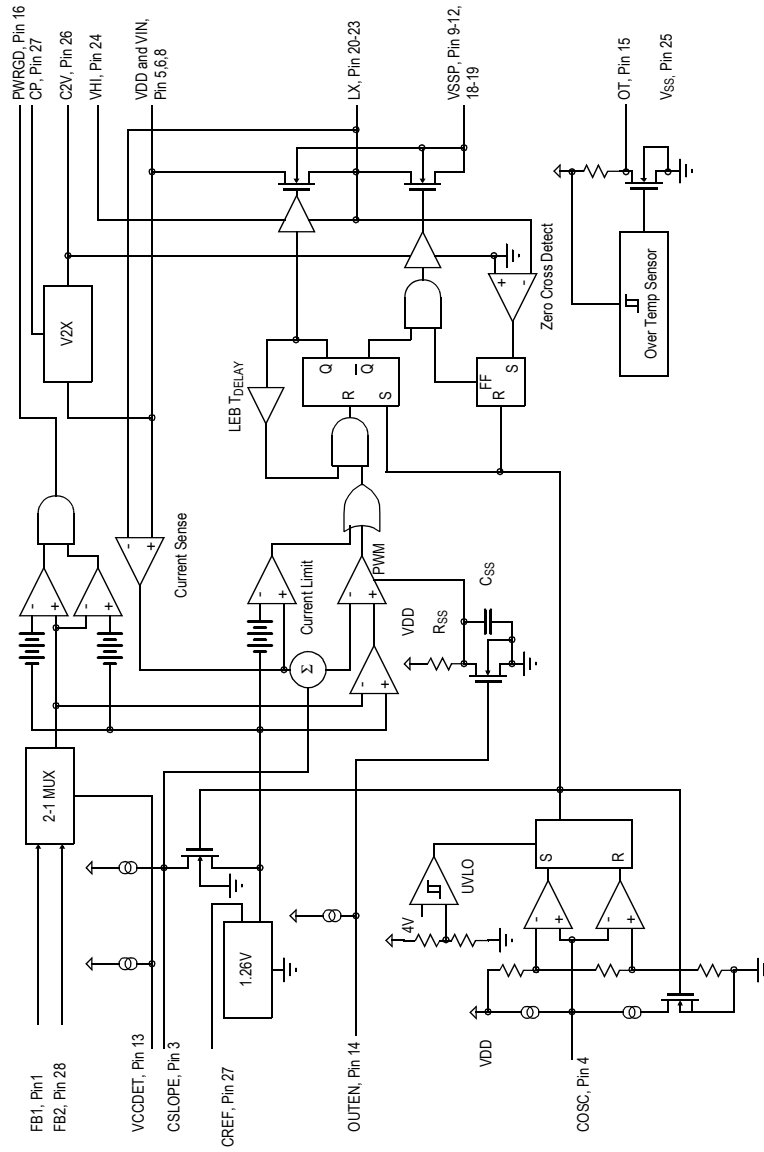 PWRGD, Pin 16
CP, Pin 27
C2V, Pin 26
VHI, Pin 24
VDD and VIN,
Pin 5,6,8
LX, Pin 20-23
VSSP, Pin 9-12,
18-19
OT, Pin 15
VSS, Pin 25
V2X
+
-
Zero Cross Detect
Over Temp Sensor
LEB TDELAY
Q
Q
R
S
FF
S
R
-
+
Current Sense
-
+
-
+
-
+
Current Limit
-
+
PWM
Σ
-
+
VDD
RSS
CSS
2-1 MUX
1.26V
4V
UVLO
S
R
-
+
-
+
VDD
FB1, Pin1
FB2, Pin 28
VCCDET, Pin 13
CSLOPE, Pin 3
CREF, Pin 27
OUTEN, Pin 14
COSC, Pin 4